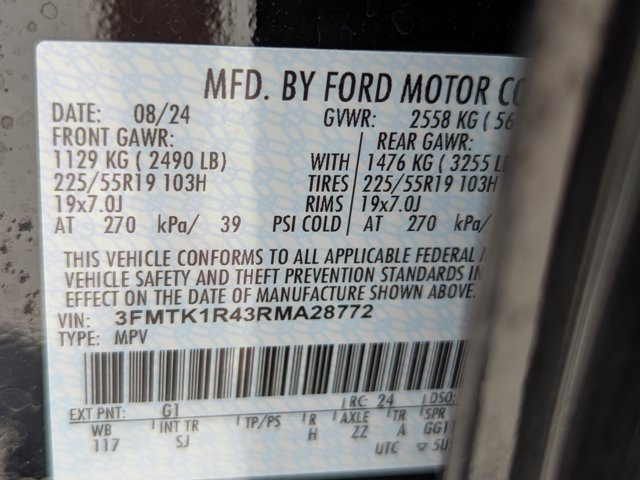 MFD. BY FORD MOTOR
DATE: 08/24 GVWR: 2558 KG (
FRONT GAWR: REAR GAWR:
1129 KG ( 2490 LB) WITH 1476 KG ( 3255
225/55R19 103H TIRES 225/55R19 103H
19x7.0J RIMS 19x7.0J
AT 270 kPa/ 39 PSI COLD AT 270 kPa/
THIS VEHICLE CONFORMS TO ALL APPLICABLE FEDERAL
VEHICLE SAFETY AND THEFT PREVENTION STANDARDS IN
EFFECT ON THE DATE OF MANUFACTURE SHOWN ABOVE.
VIN: 3FMTK1R43RMA28772
TYPE: MPV
RC: 24 DSO:
EXT PNT: G1
WB INT TR TP/PS R AXLE TR SPR
117 SJ H ZZ A
UTC